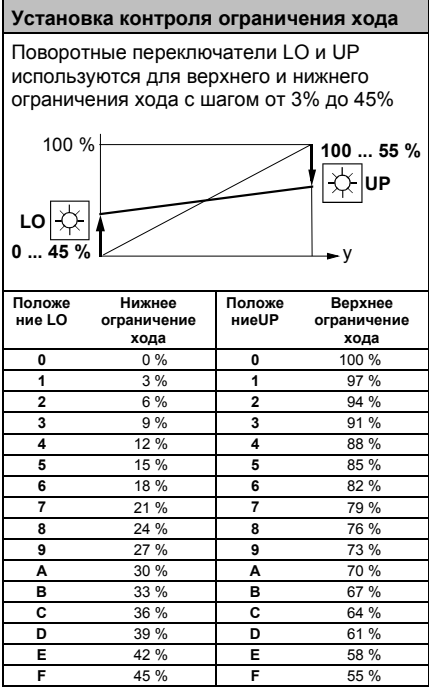 Установка контроля ограничения хода
Поворотные переключатели LO и UP
используются для верхнего и нижнего
ограничения хода с шагом от 3% до 45%
100 %
100 ... 55 %
UP
LO
0 ... 45 %
y
Положе
ние LO
Нижнее
ограничение
хода
Положе
ниеUP
Верхнее
ограничение
хода
0 0 % 0 100 %
1 3 % 1 97 %
2 6 % 2 94 %
3 9 % 3 91 %
4 12 % 4 88 %
5 15 % 5 85 %
6 18 % 6 82 %
7 21 % 7 79 %
8 24 % 8 76 %
9 27 % 9 73 %
A 30 % A 70 %
B 33 % B 67 %
C 36 % C 64 %
D 39 % D 61 %
E 42 % E 58 %
F 45 % F 55 %